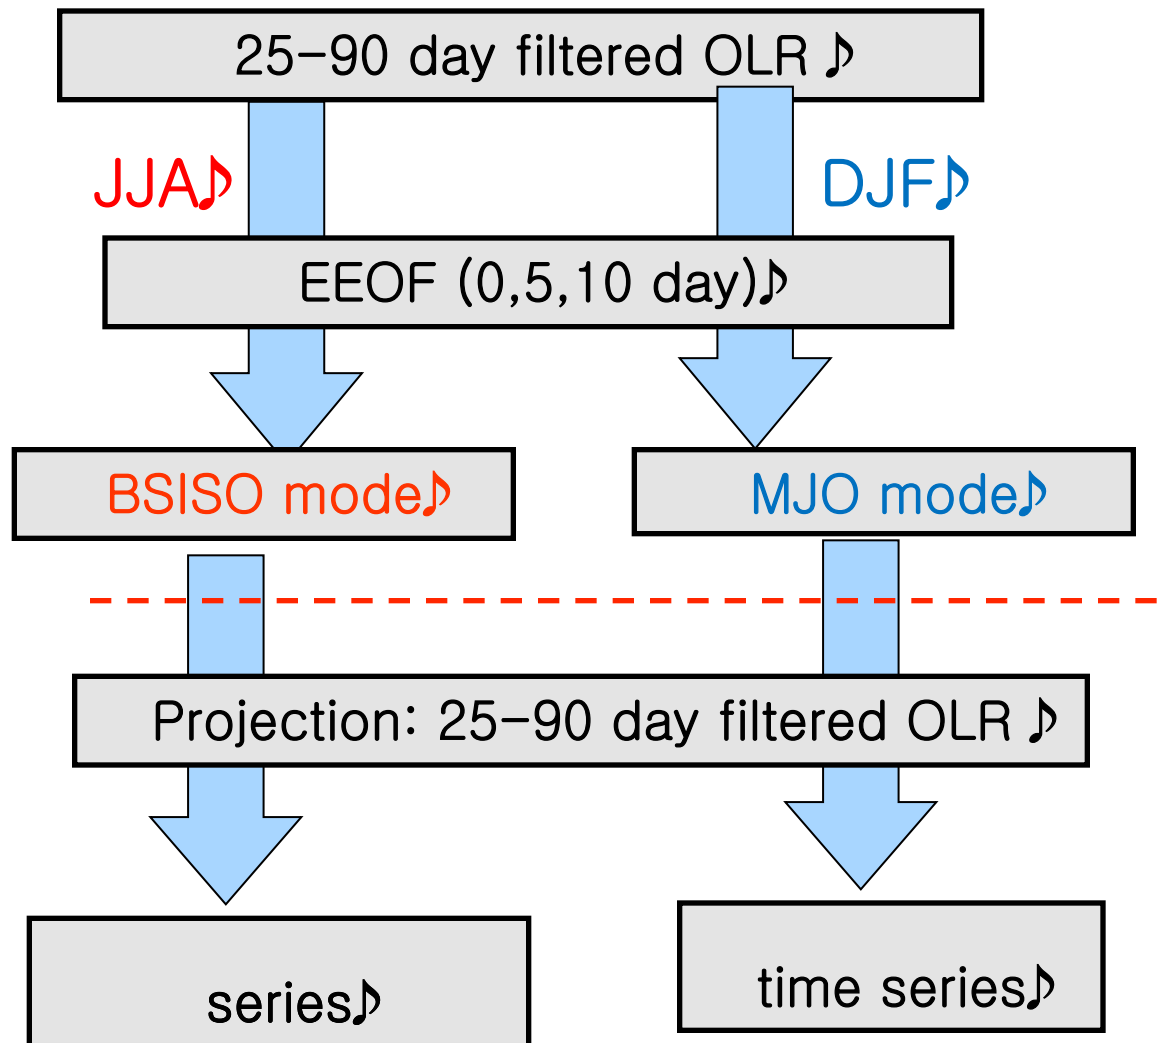 25-90 day filtered OLR ♪
JJA♪
DJF♪
EEOF (0,5,10 day)♪
BSISO mode♪
MJO mode♪
Projection: 25-90 day filtered OLR ♪
series♪
time series♪